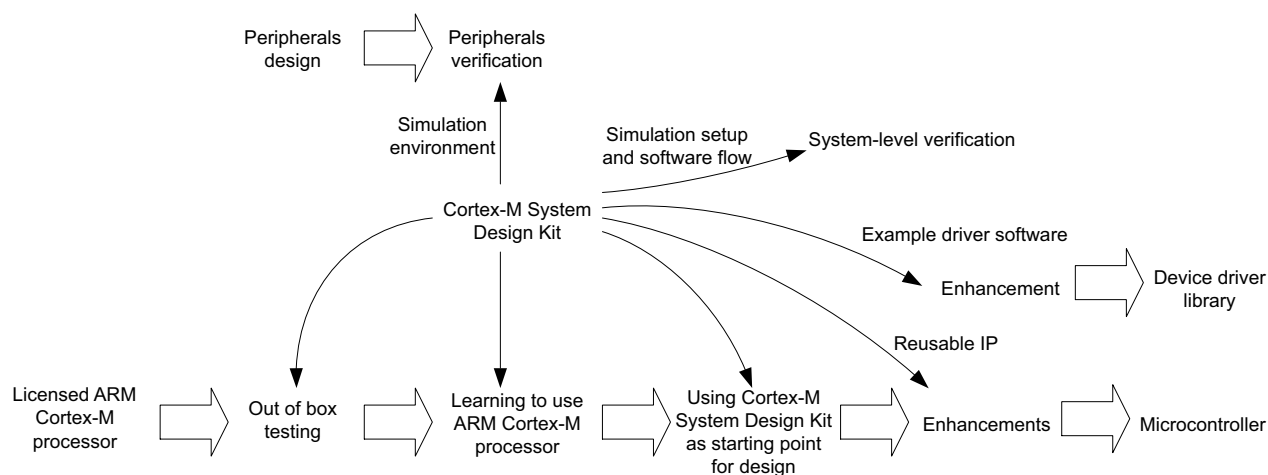 Peripherals
design
Peripherals
verification
Simulation
environment
Simulation setup
and software flow
System-level verification
Cortex-M System
Design Kit
Example driver software
Enhancement
Device driver
library
Reusable IP
Licensed ARM
Cortex-M
processor
Out of box
testing
Learning to use
ARM Cortex-M
processor
Using Cortex-M
System Design Kit
as starting point
for design
Enhancements
Microcontroller